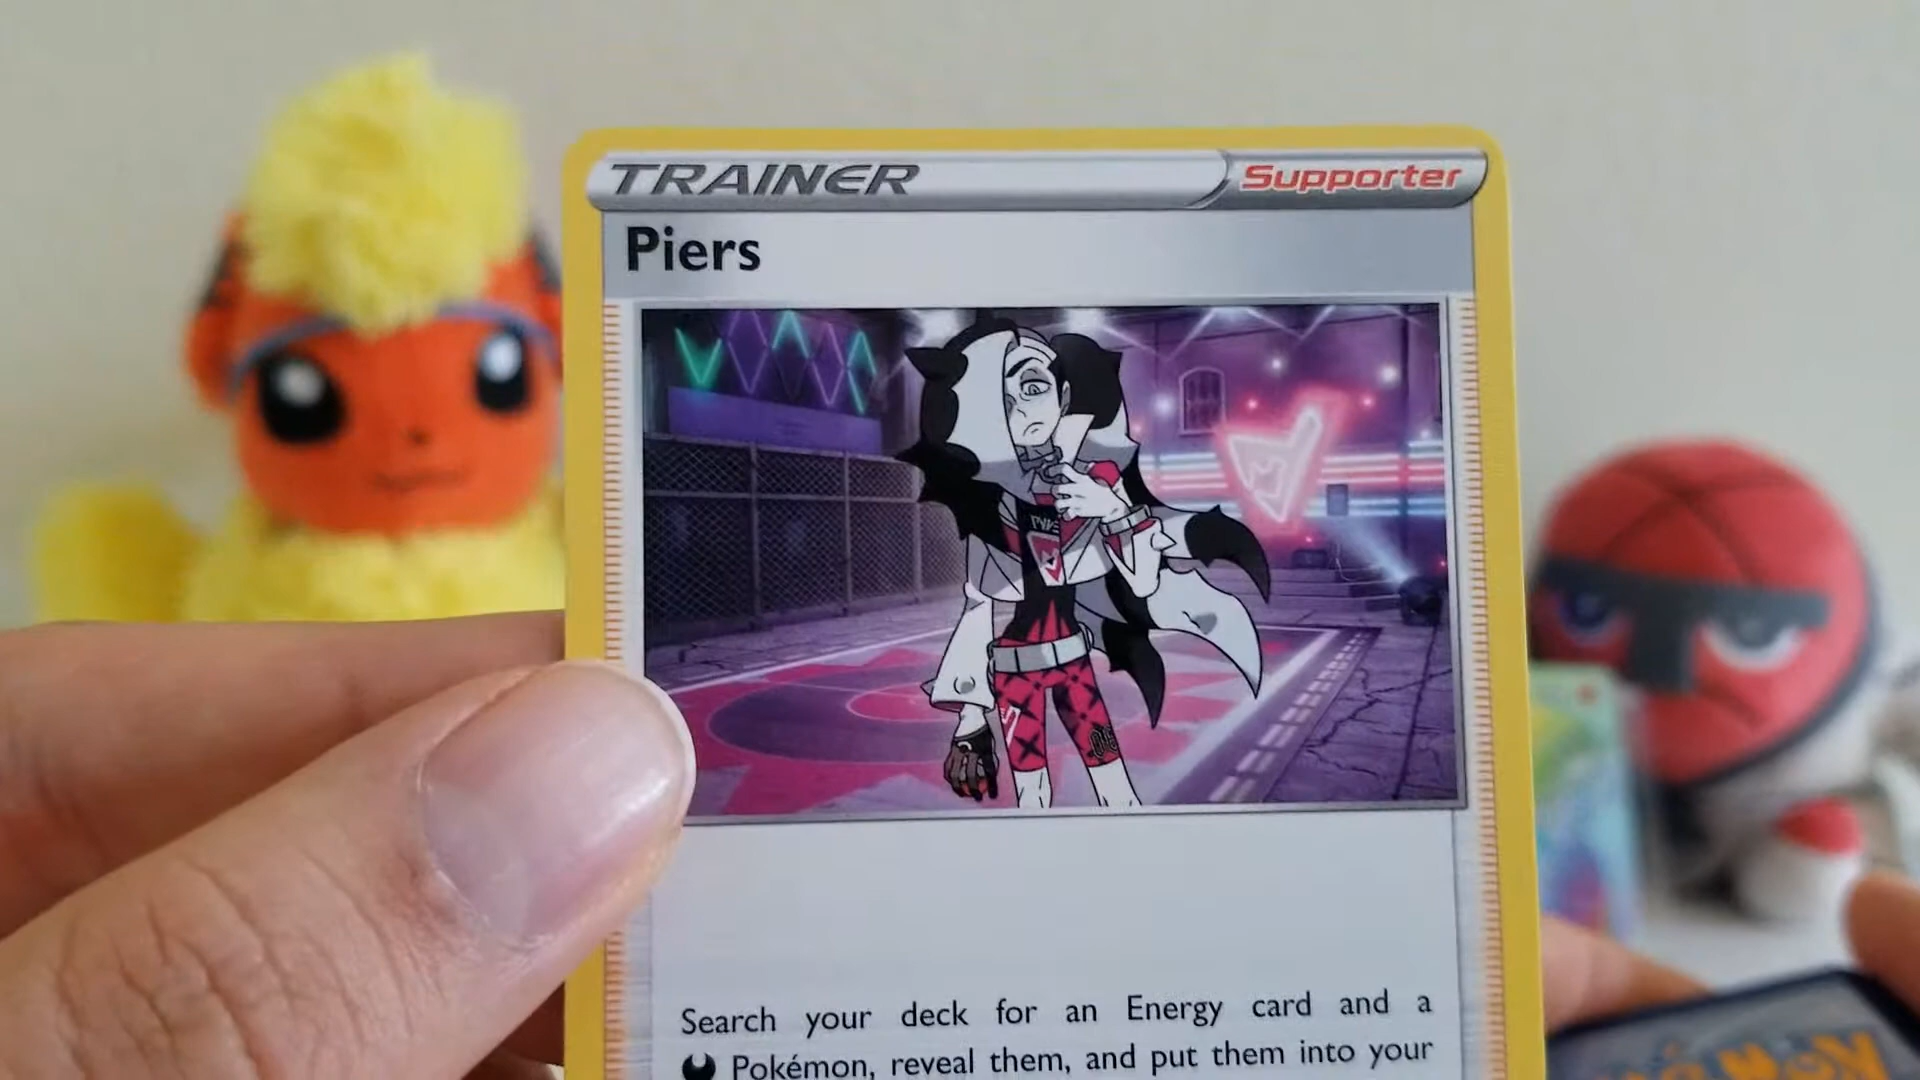 TRAINER
Supporter
Piers
Search your deck for an Energy card and a
Pokémon, reveal them, and put them into your